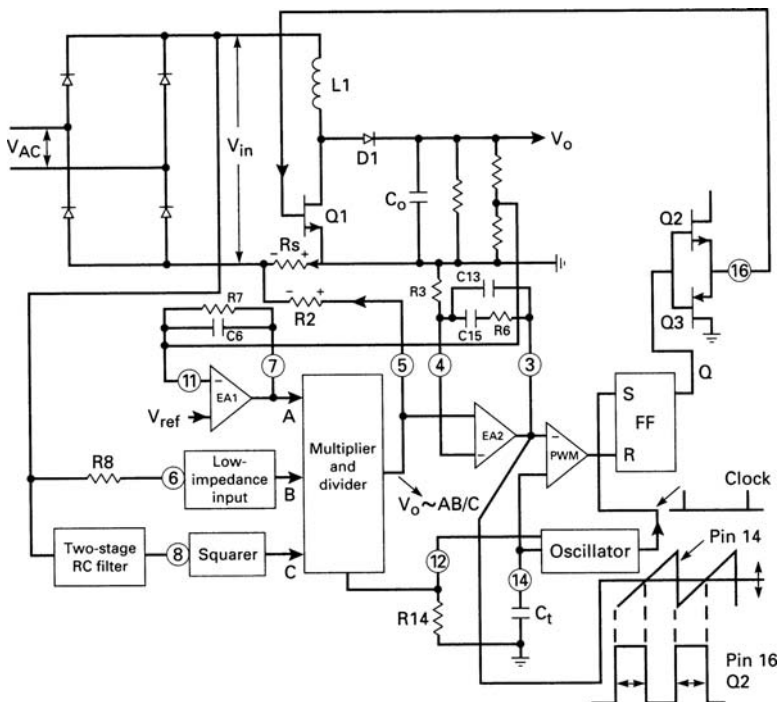 L1
V_AC
V_in
D1
V_o
C_o
Q1
- Rs +
Q2
16
Q3
- R2 +
R3
C13
C15
R6
R7
C6
7
5
4
3
11
-
EA1
V_ref
A
EA2
-
-
PWM
Q
S
FF
R
Clock
R8
6
Low-
impedance
input
B
Multiplier
and
divider
V_o~AB/C
Two-stage
RC filter
8
Squarer
C
12
Oscillator
Pin 14
14
R14
C_t
Pin 16
Q2